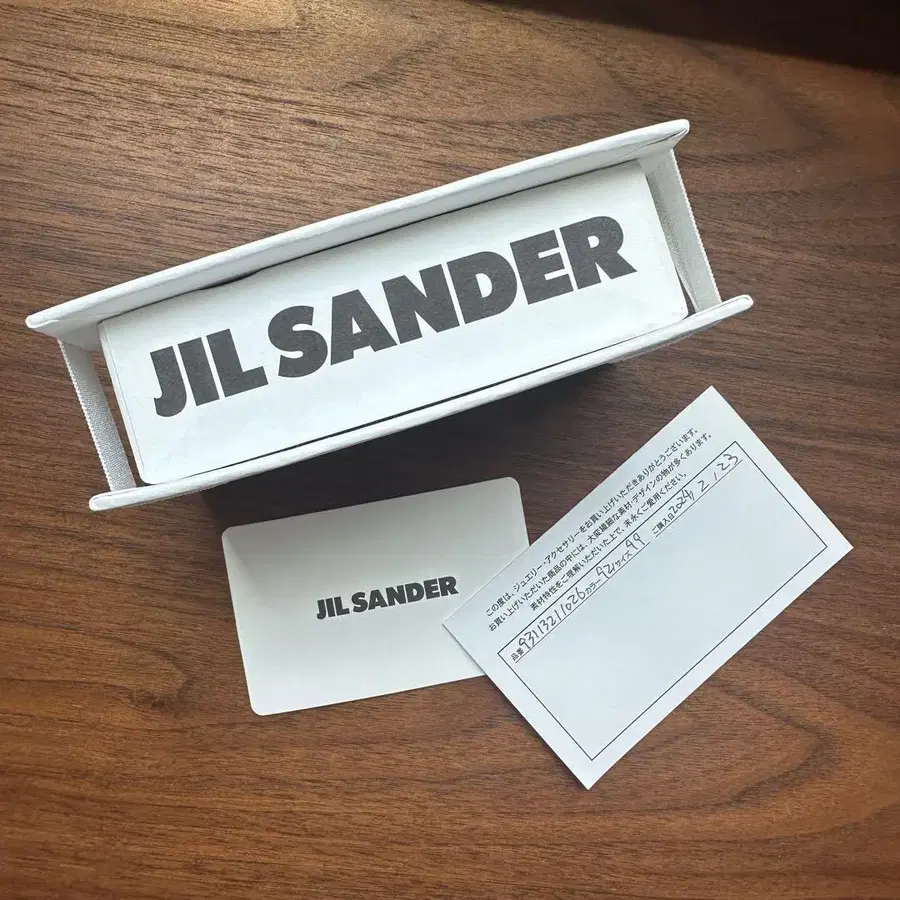 JIL SANDER
JIL SANDER
この度は、ジュエリー・アクセサリーをお買い上げいただきありがとうございます。
お買い上げいただいた商品の中には、大変繊細な素材・デザインの物が多くあります。
素材特性をご理解いただいた上で、末永くご愛用ください。
品番 9311321026 カラー 921 サイズ 99 ご購入日 2024, 2, 23